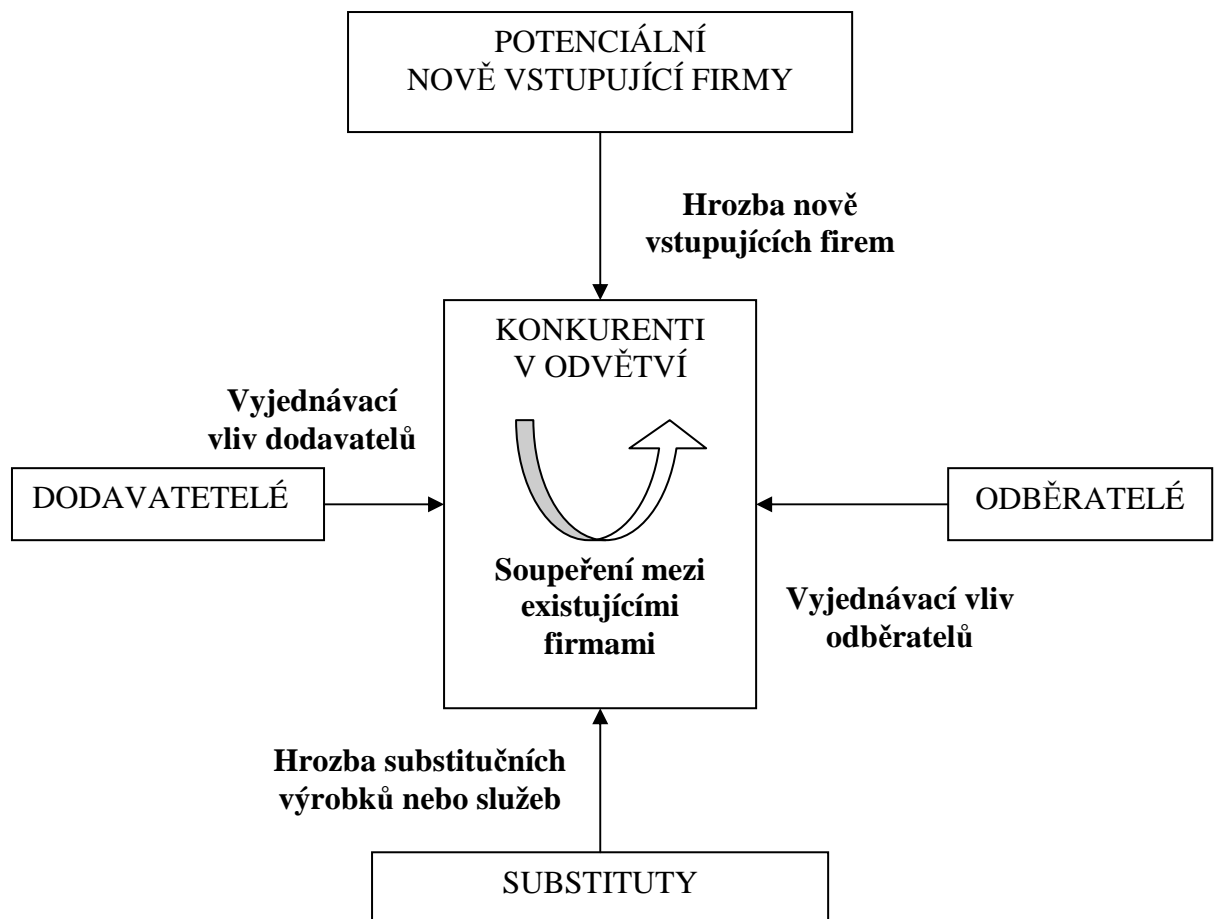 POTENCIÁLNÍ
NOVĚ VSTUPUJÍCÍ FIRMY
Hrozba nově
vstupujících firem
KONKURENTI
V ODVĚTVÍ
Vyjednávací
vliv dodavatelů
DODAVATETELÉ
ODBĚRATELÉ
Soupeření mezi
existujícími
firmami
Vyjednávací vliv
odběratelů
Hrozba substitučních
výrobků nebo služeb
SUBSTITUTY